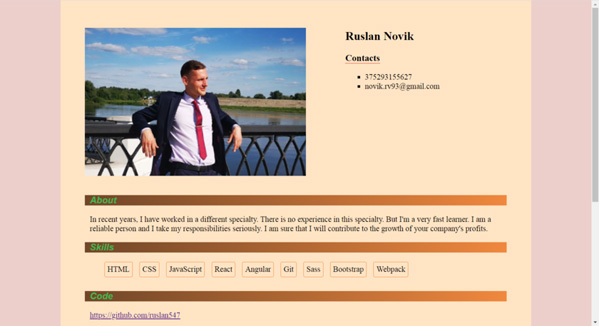 Ruslan Novik
Contacts
375293155627
novik.rv93@gmail.com
About
In recent years, I have worked in a different specialty. There is no experience in this specialty. But I'm a very fast learner. I am a
reliable person and I take my responsibilities seriously. I am sure that I will contribute to the growth of your company's profits.
Skills
HTML CSS JavaScript React Angular Git Sass Bootstrap Webpack
Code
https://github.com/ruslan547